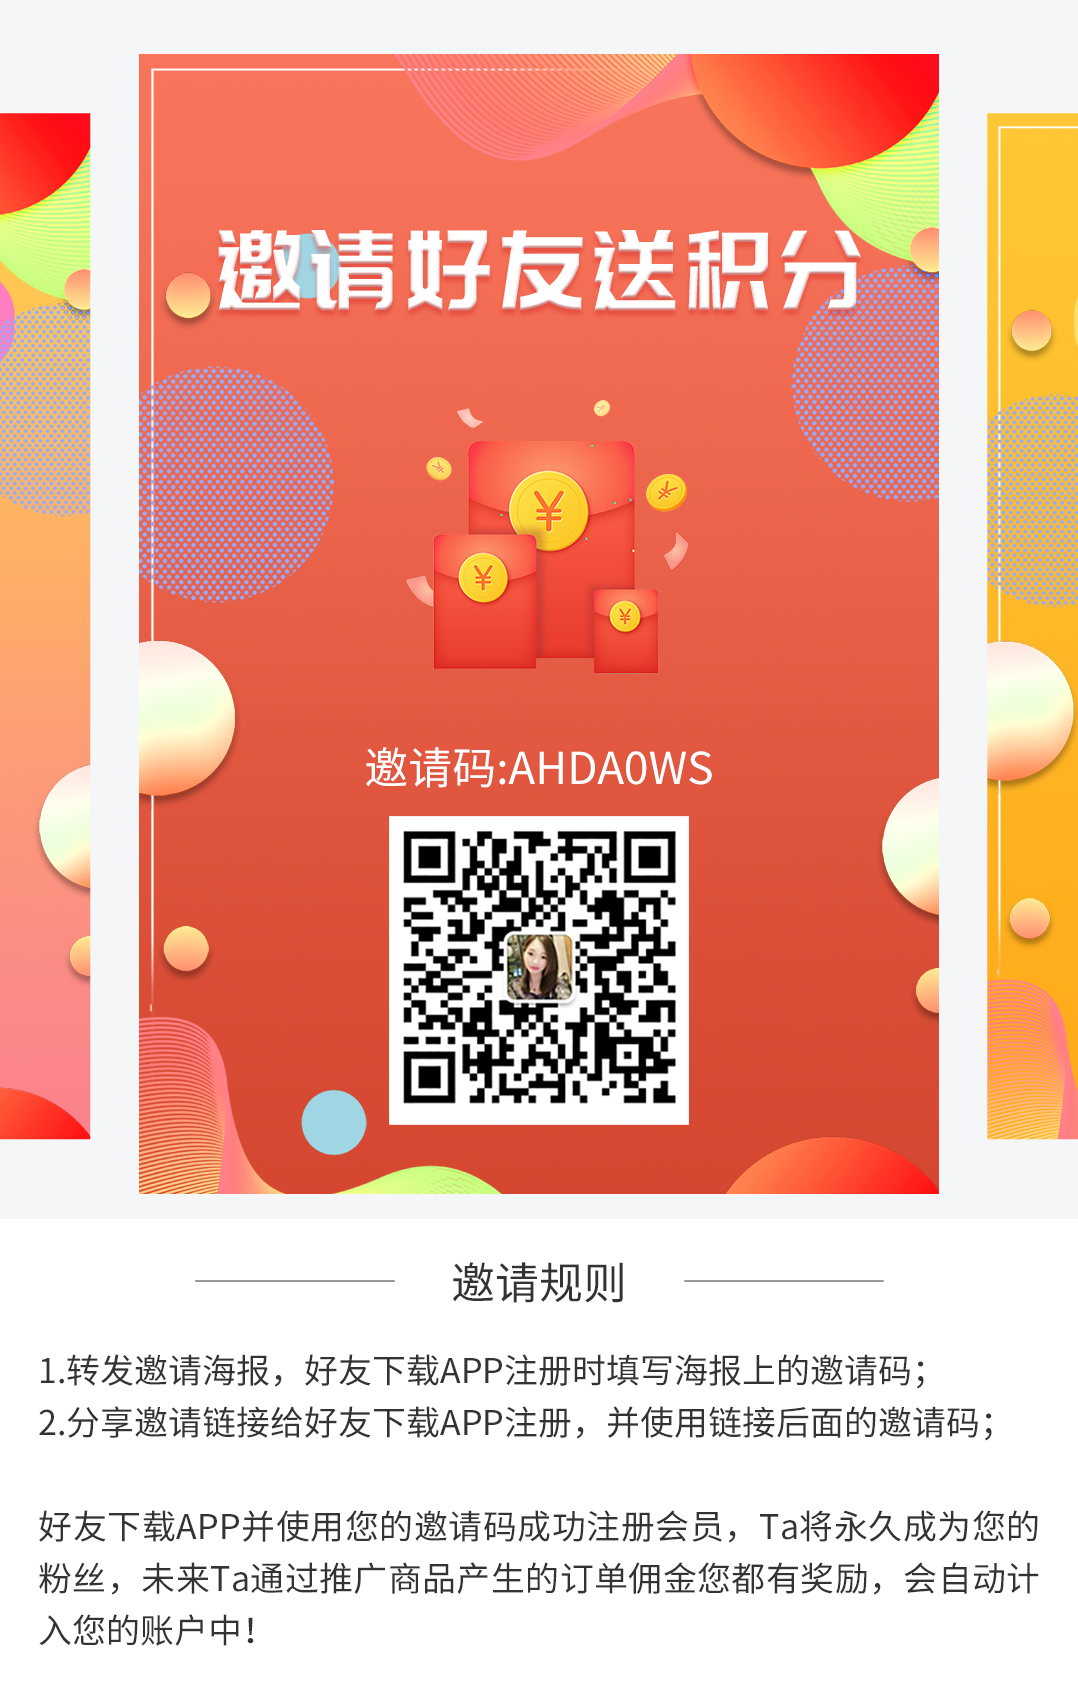 邀请好友送积分
¥
¥
¥
邀请码:AHDA0WS
邀请规则
1.转发邀请海报，好友下载APP注册时填写海报上的邀请码；
2.分享邀请链接给好友下载APP注册，并使用链接后面的邀请码；
好友下载APP并使用您的邀请码成功注册会员，Ta将永久成为您的
粉丝，未来Ta通过推广商品产生的订单佣金您都有奖励，会自动计
入您的账户中！